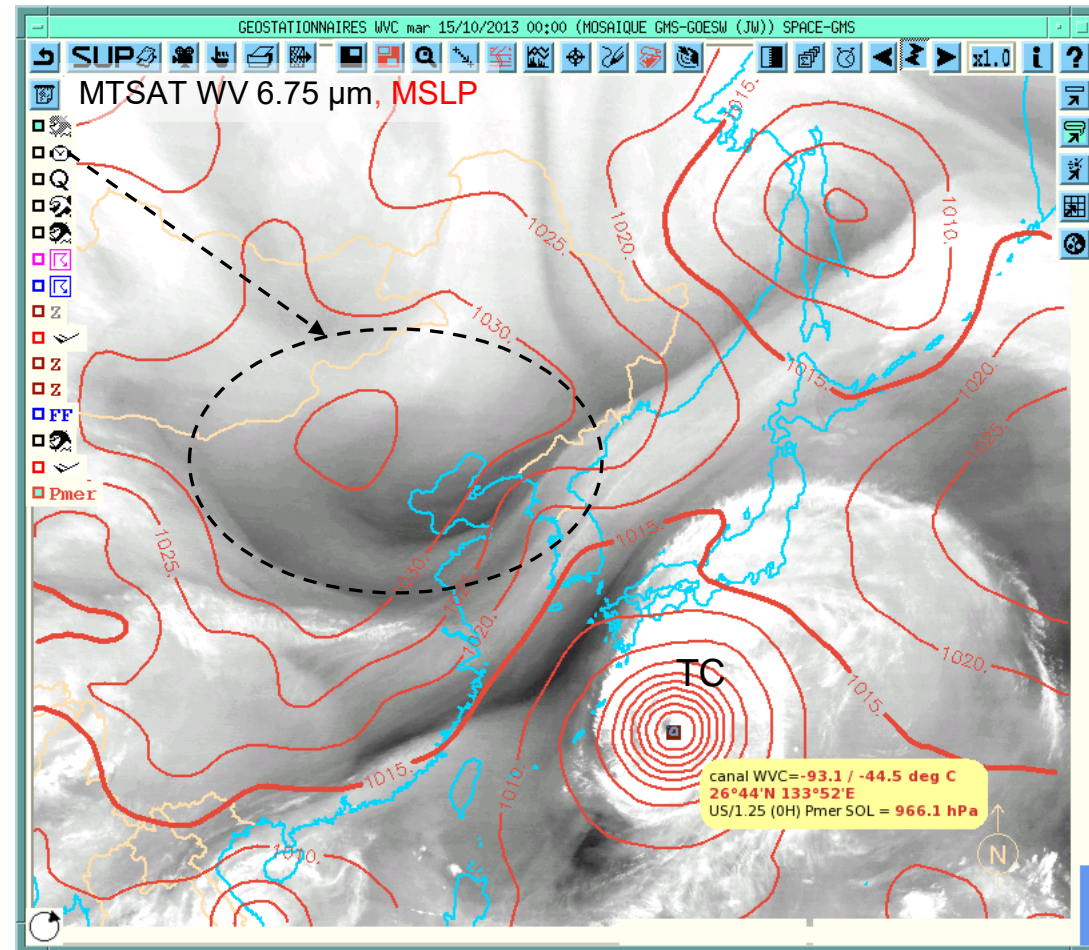 GEOSTATIONNAIRES WVC mar 15/10/2013 00:00 (MOSAIQUE GMS-GOESW (JW)) SPACE-GMS
SUP
x1.0
i
?
MTSAT WV 6.75 µm, MSLP
Q
Z
Z
Z
FF
Pmer
1015.
1010.
1020.
1025.
1030.
1015.
1020.
1025.
1025.
1030.
1015.
1020.
1020.
TC
1015.
1015.
1010.
1010.
canal WVC=-93.1 / -44.5 deg C
26°44'N 133°52'E
US/1.25 (0H) Pmer SOL = 966.1 hPa
N